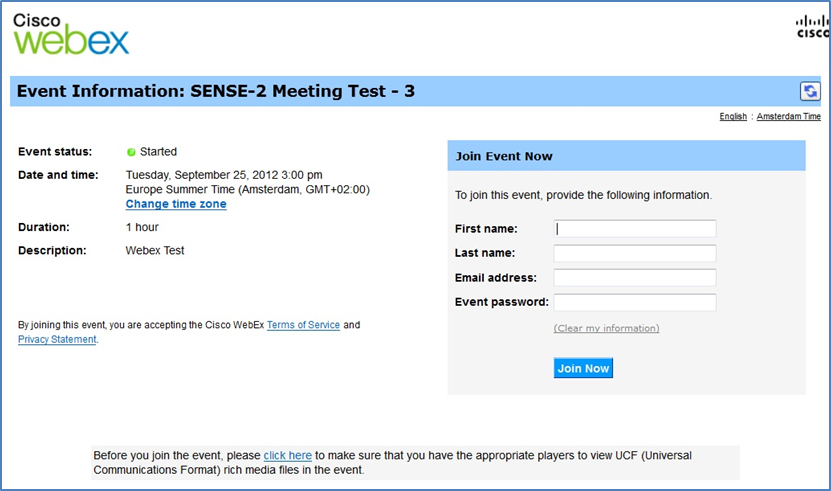 Cisco
webex
CISCO
Event Information: SENSE-2 Meeting Test - 3
English : Amsterdam Time
Event status: Started
Date and time: Tuesday, September 25, 2012 3:00 pm
Europe Summer Time (Amsterdam, GMT+02:00)
Change time zone
Duration: 1 hour
Description: Webex Test
By joining this event, you are accepting the Cisco WebEx Terms of Service and
Privacy Statement.
Join Event Now
To join this event, provide the following information.
First name:
Last name:
Email address:
Event password:
(Clear my information)
Join Now
Before you join the event, please click here to make sure that you have the appropriate players to view UCF (Universal
Communications Format) rich media files in the event.